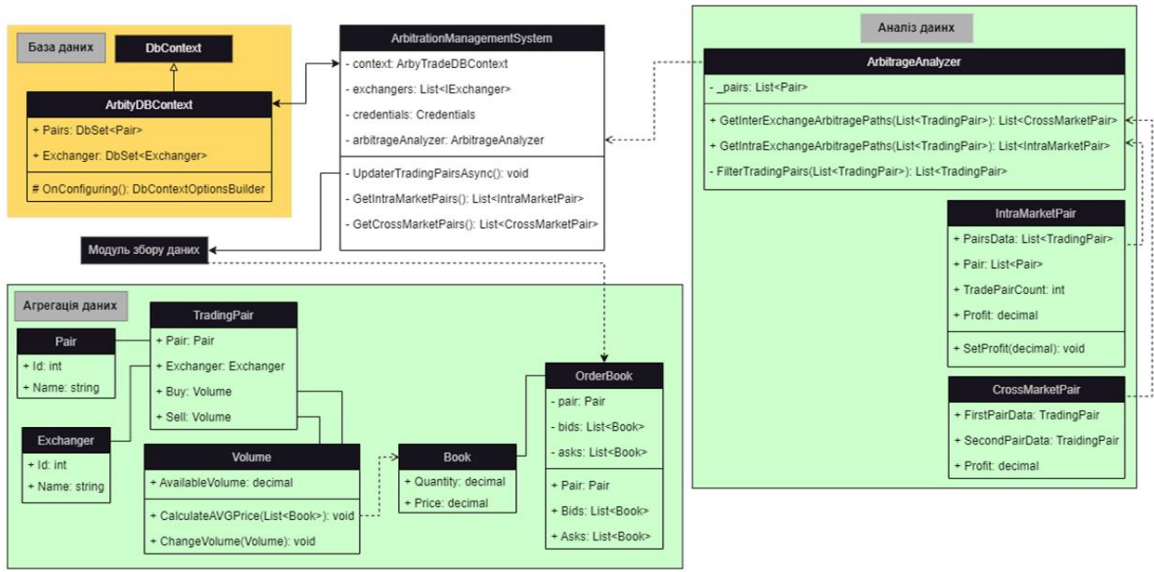 База даних
DbContext
ArbityDBContext
+ Pairs: DbSet<Pair>
+ Exchanger: DbSet<Exchanger>
# OnConfiguring(): DbContextOptionsBuilder
ArbitrationManagementSystem
- context: ArbyTradeDBContext
- exchangers: List<IExchanger>
- credentials: Credentials
- arbitrageAnalyzer: ArbitrageAnalyzer
- UpdaterTradingPairsAsync(): void
- GetIntraMarketPairs(): List<IntraMarketPair>
- GetCrossMarketPairs(): List<CrossMarketPair>
Модуль збору даних
Аналіз даинх
ArbitrageAnalyzer
- _pairs: List<Pair>
+ GetInterExchangeArbitragePaths(List<TradingPair>): List<CrossMarketPair>
+ GetIntraExchangeArbitragePaths(List<TradingPair>): List<IntraMarketPair>
- FilterTradingPairs(List<TradingPair>): List<TradingPair>
IntraMarketPair
+ PairsData: List<TradingPair>
+ Pair: List<Pair>
+ TradePairCount: int
+ Profit: decimal
+ SetProfit(decimal): void
CrossMarketPair
+ FirstPairData: TradingPair
+ SecondPairData: TraidingPair
+ Profit: decimal
Агрегація даних
Pair
+ Id: int
+ Name: string
Exchanger
+ Id: int
+ Name: string
TradingPair
+ Pair: Pair
+ Exchanger: Exchanger
+ Buy: Volume
+ Sell: Volume
Volume
+ AvailableVolume: decimal
+ CalculateAVGPrice(List<Book>): void
+ ChangeVolume(Volume): void
Book
+ Quantity: decimal
+ Price: decimal
OrderBook
- pair: Pair
- bids: List<Book>
- asks: List<Book>
+ Pair: Pair
+ Bids: List<Book>
+ Asks: List<Book>